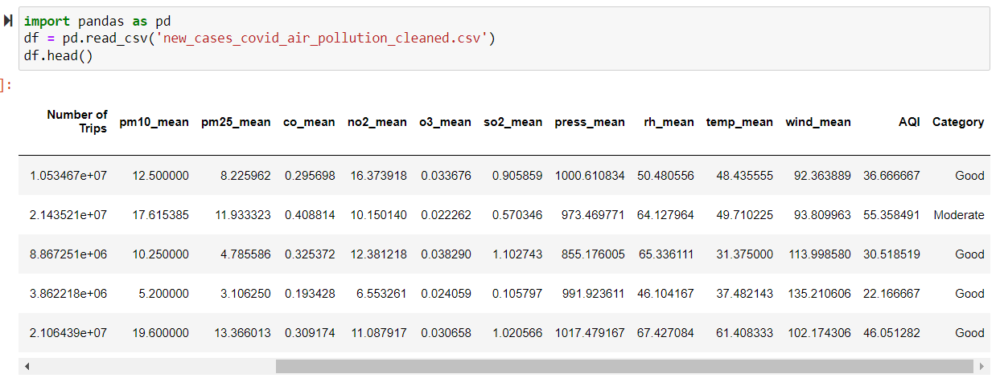 import pandas as pd
df = pd.read_csv('new_cases_covid_air_pollution_cleaned.csv')
df.head()
]:
Number of
Trips pm10_mean pm25_mean co_mean no2_mean o3_mean so2_mean press_mean rh_mean temp_mean wind_mean AQI Category
1.053467e+07 12.500000 8.225962 0.295698 16.373918 0.033676 0.905859 1000.610834 50.480556 48.435555 92.363889 36.666667 Good
2.143521e+07 17.615385 11.933323 0.408814 10.150140 0.022262 0.570346 973.469771 64.127964 49.710225 93.809963 55.358491 Moderate
8.867251e+06 10.250000 4.785586 0.325372 12.381218 0.038290 1.102743 855.176005 65.336111 31.375000 113.998580 30.518519 Good
3.862218e+06 5.200000 3.106250 0.193428 6.553261 0.024059 0.105797 991.923611 46.104167 37.482143 135.210606 22.166667 Good
2.106439e+07 19.600000 13.366013 0.309174 11.087917 0.030658 1.020566 1017.479167 67.427084 61.408333 102.174306 46.051282 Good